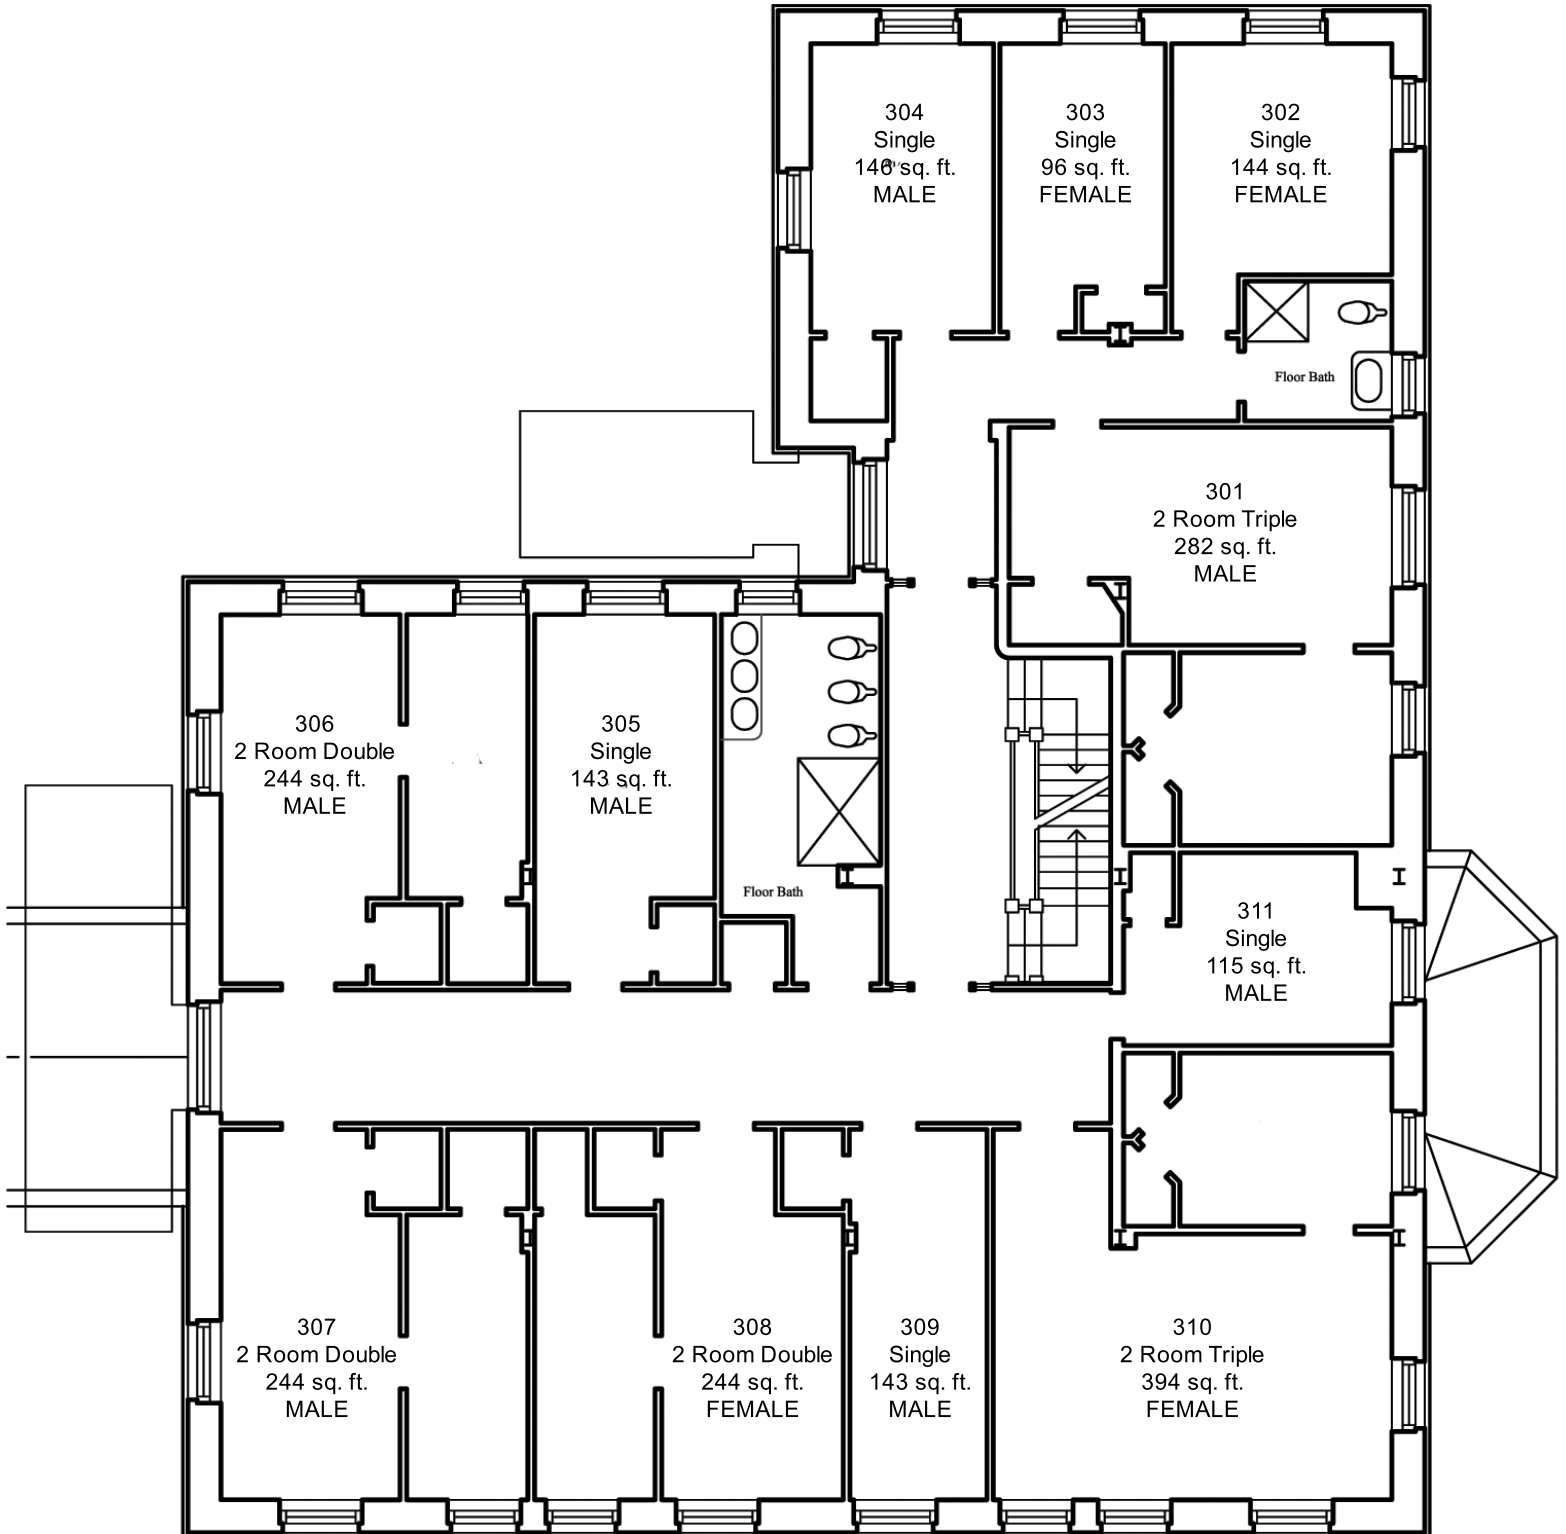 304
Single
146 sq. ft.
MALE
303
Single
96 sq. ft.
FEMALE
302
Single
144 sq. ft.
FEMALE
Floor Bath
301
2 Room Triple
282 sq. ft.
MALE
306
2 Room Double
244 sq. ft.
MALE
305
Single
143 sq. ft.
MALE
Floor Bath
311
Single
115 sq. ft.
MALE
307
2 Room Double
244 sq. ft.
MALE
308
2 Room Double
244 sq. ft.
FEMALE
309
Single
143 sq. ft.
MALE
310
2 Room Triple
394 sq. ft.
FEMALE